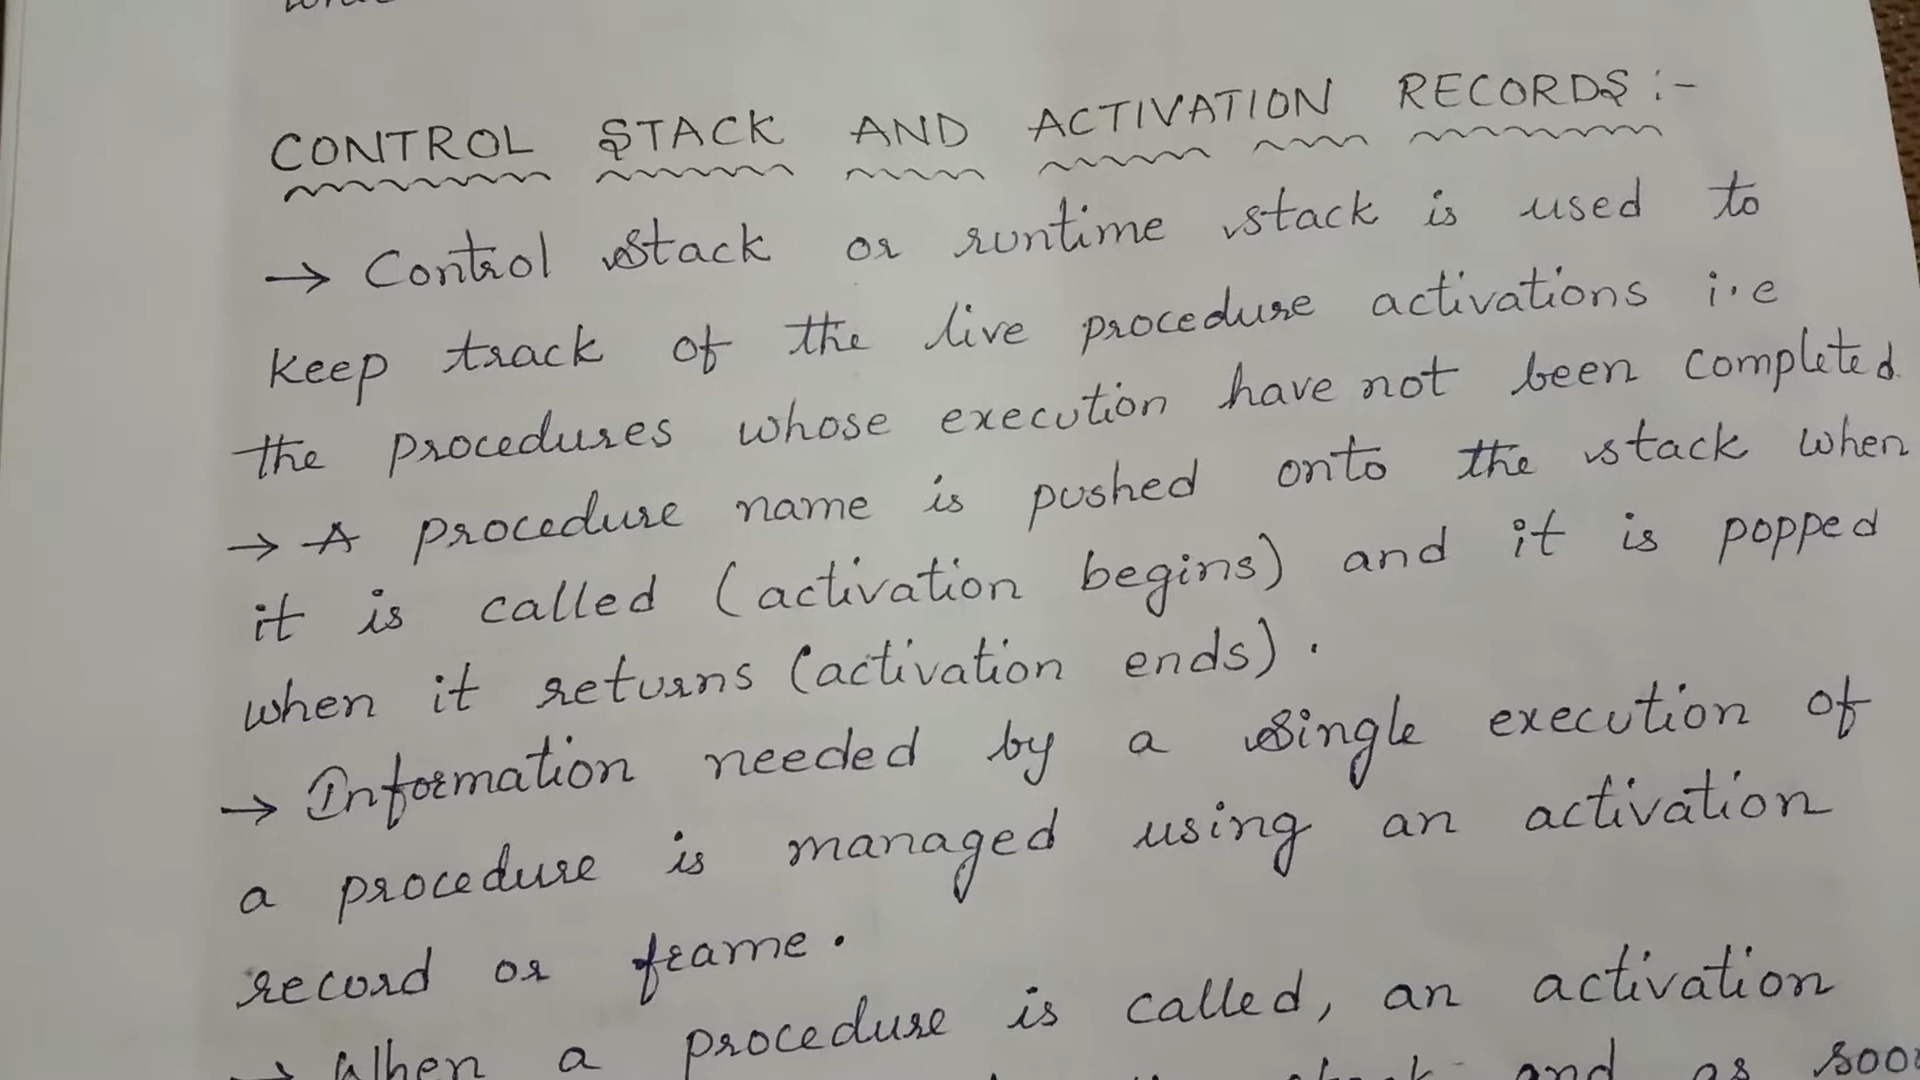 CONTROL STACK AND ACTIVATION RECORDS :-
→ Control stack or runtime stack is used to
keep track of the live procedure activations i.e
the procedures whose execution have not been completed
→ A procedure name is pushed onto the stack when
it is called (activation begins) and it is popped
when it returns (activation ends).
→ Information needed by a single execution of
a procedure is managed using an activation
record or frame.
→ When a procedure is called, an activation
and as soon